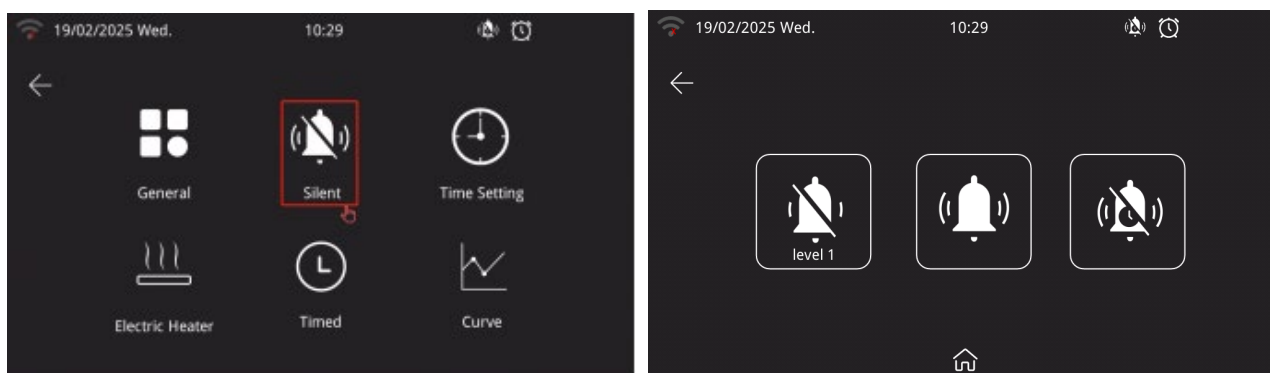 19/02/2025 Wed. 10:29
General Silent Time Setting
Electric Heater Timed Curve
19/02/2025 Wed. 10:29
level 1